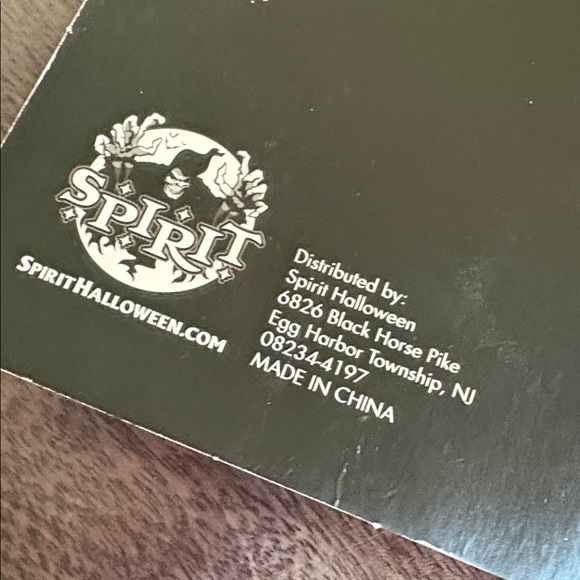 SPIRIT
SPIRITHALLOWEEN.COM
Distributed by:
Spirit Halloween
6826 Black Horse Pike
Egg Harbor Township, NJ
08234-4197
MADE IN CHINA